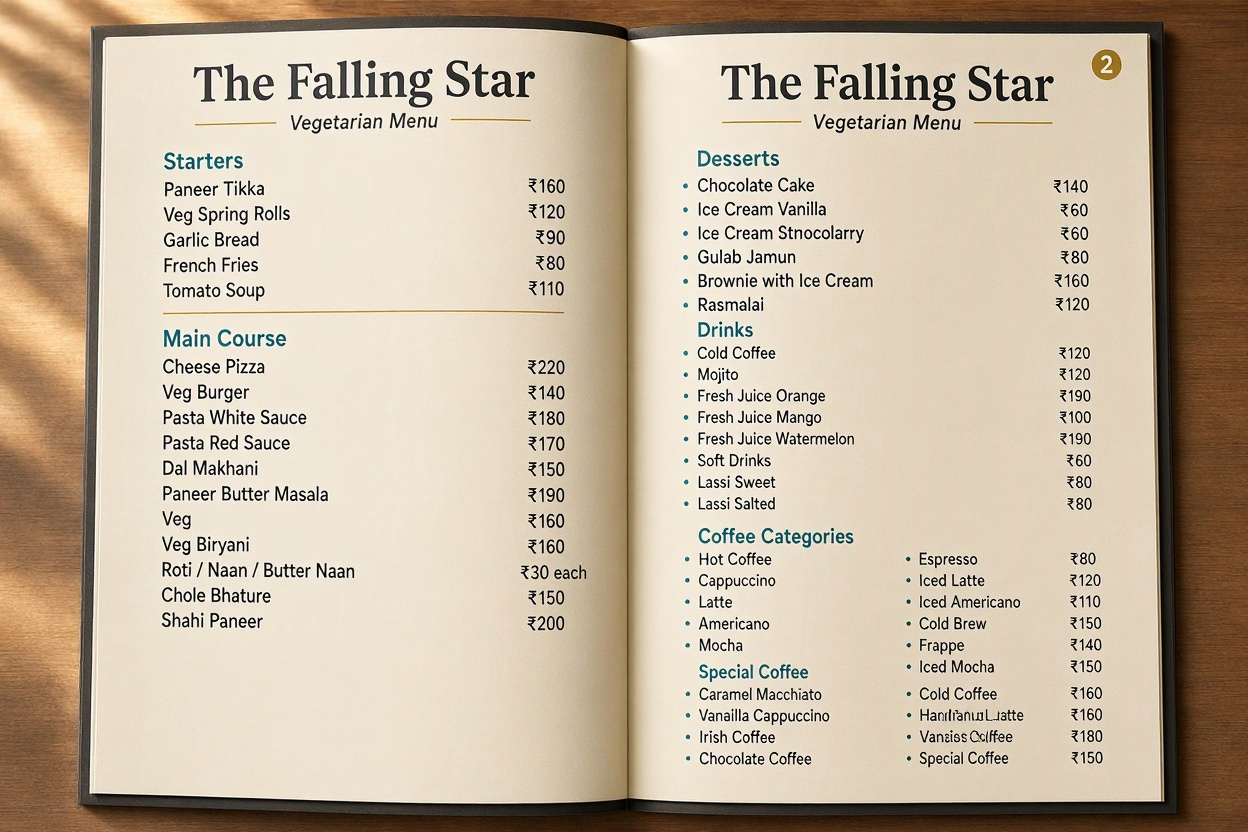 The Falling Star
Vegetarian Menu
Starters
Paneer Tikka ₹160
Veg Spring Rolls ₹120
Garlic Bread ₹90
French Fries ₹80
Tomato Soup ₹110
Main Course
Cheese Pizza ₹220
Veg Burger ₹140
Pasta White Sauce ₹180
Pasta Red Sauce ₹170
Dal Makhani ₹150
Paneer Butter Masala ₹190
Veg ₹160
Veg Biryani ₹160
Roti / Naan / Butter Naan ₹30 each
Chole Bhature ₹150
Shahi Paneer ₹200
2
The Falling Star
Vegetarian Menu
Desserts
• Chocolate Cake ₹140
• Ice Cream Vanilla ₹60
• Ice Cream Stnocolarry ₹60
• Gulab Jamun ₹80
• Brownie with Ice Cream ₹160
• Rasmalai ₹120
Drinks
• Cold Coffee ₹120
• Mojito ₹120
• Fresh Juice Orange ₹190
• Fresh Juice Mango ₹100
• Fresh Juice Watermelon ₹190
• Soft Drinks ₹60
• Lassi Sweet ₹80
• Lassi Salted ₹80
Coffee Categories
• Hot Coffee • Espresso ₹80
• Cappuccino • Iced Latte ₹120
• Latte • Iced Americano ₹110
• Americano • Cold Brew ₹150
• Mocha • Frappe ₹140
• Iced Mocha ₹150
Special Coffee
• Caramel Macchiato • Cold Coffee ₹160
• Vanailla Cappuccino • ₹160
• Irish Coffee • ₹180
• Chocolate Coffee • Special Coffee ₹150